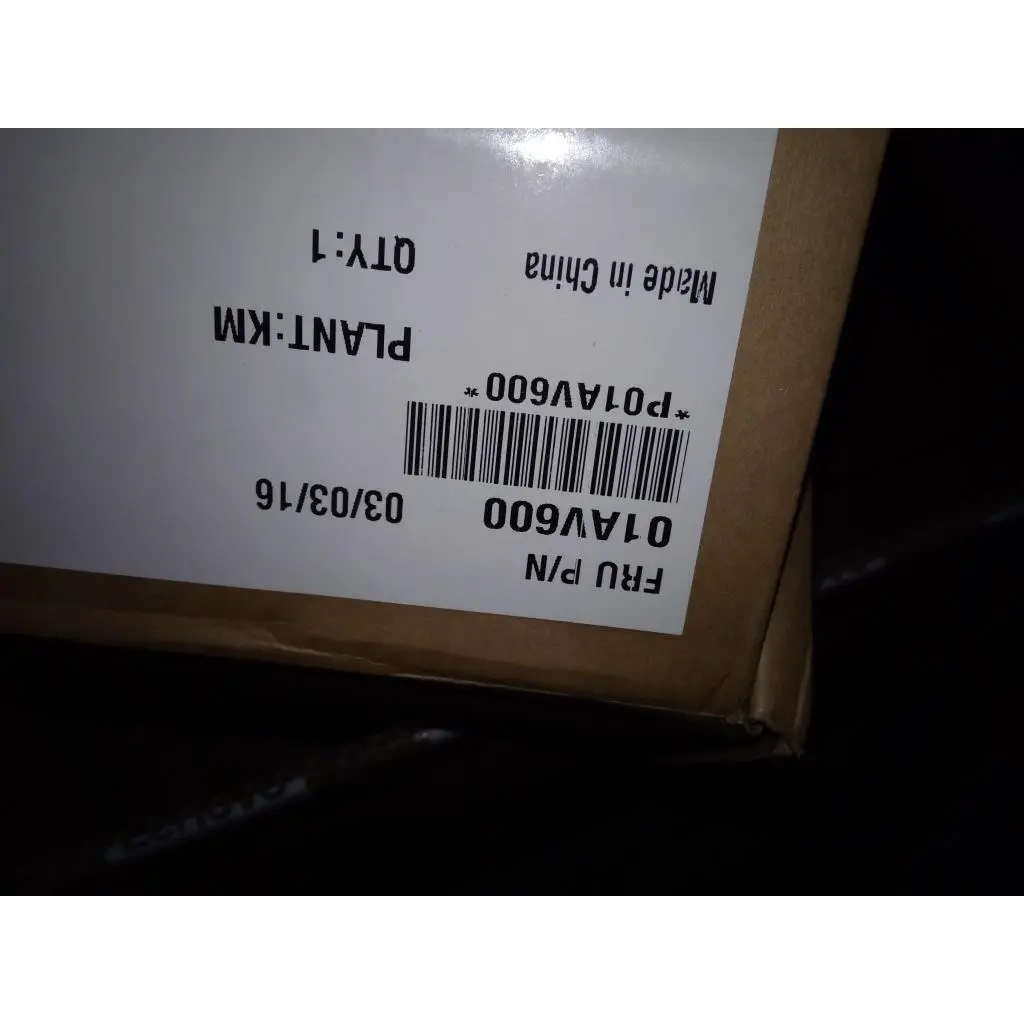 FRU P/N
01AV600 03/03/16
*P01AV600*
PLANT:KM
Made in China QTY:1